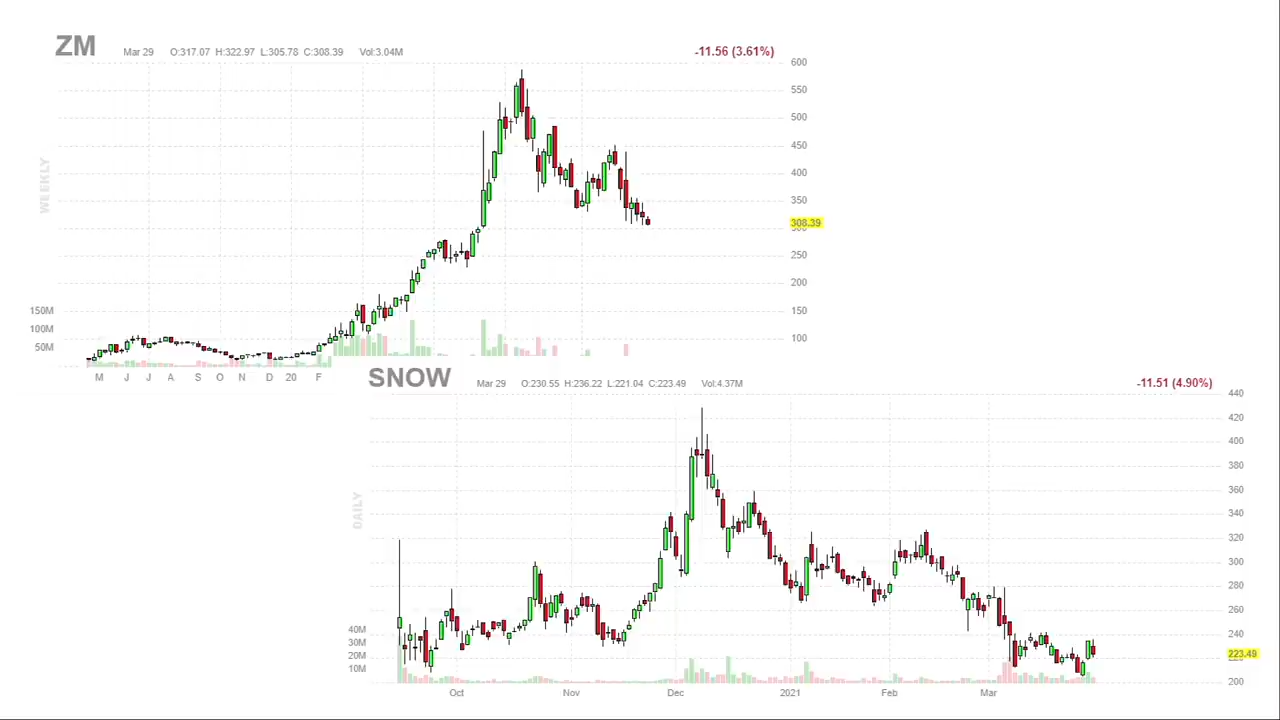 ZM Mar 29 O:317.07 H:322.97 L:305.78 C:308.39 Vol:3.04M -11.56 (3.61%)
600
550
500
450
400
350
308.39
300
250
200
150
100
WEEKLY
150M
100M
50M
M J J A S O N D 20 F
SNOW Mar 29 O:230.55 H:236.22 L:221.04 C:223.49 Vol:4.37M -11.51 (4.90%)
440
420
400
380
360
340
320
300
280
260
240
223.49
200
DAILY
40M
30M
20M
10M
Oct Nov Dec 2021 Feb Mar